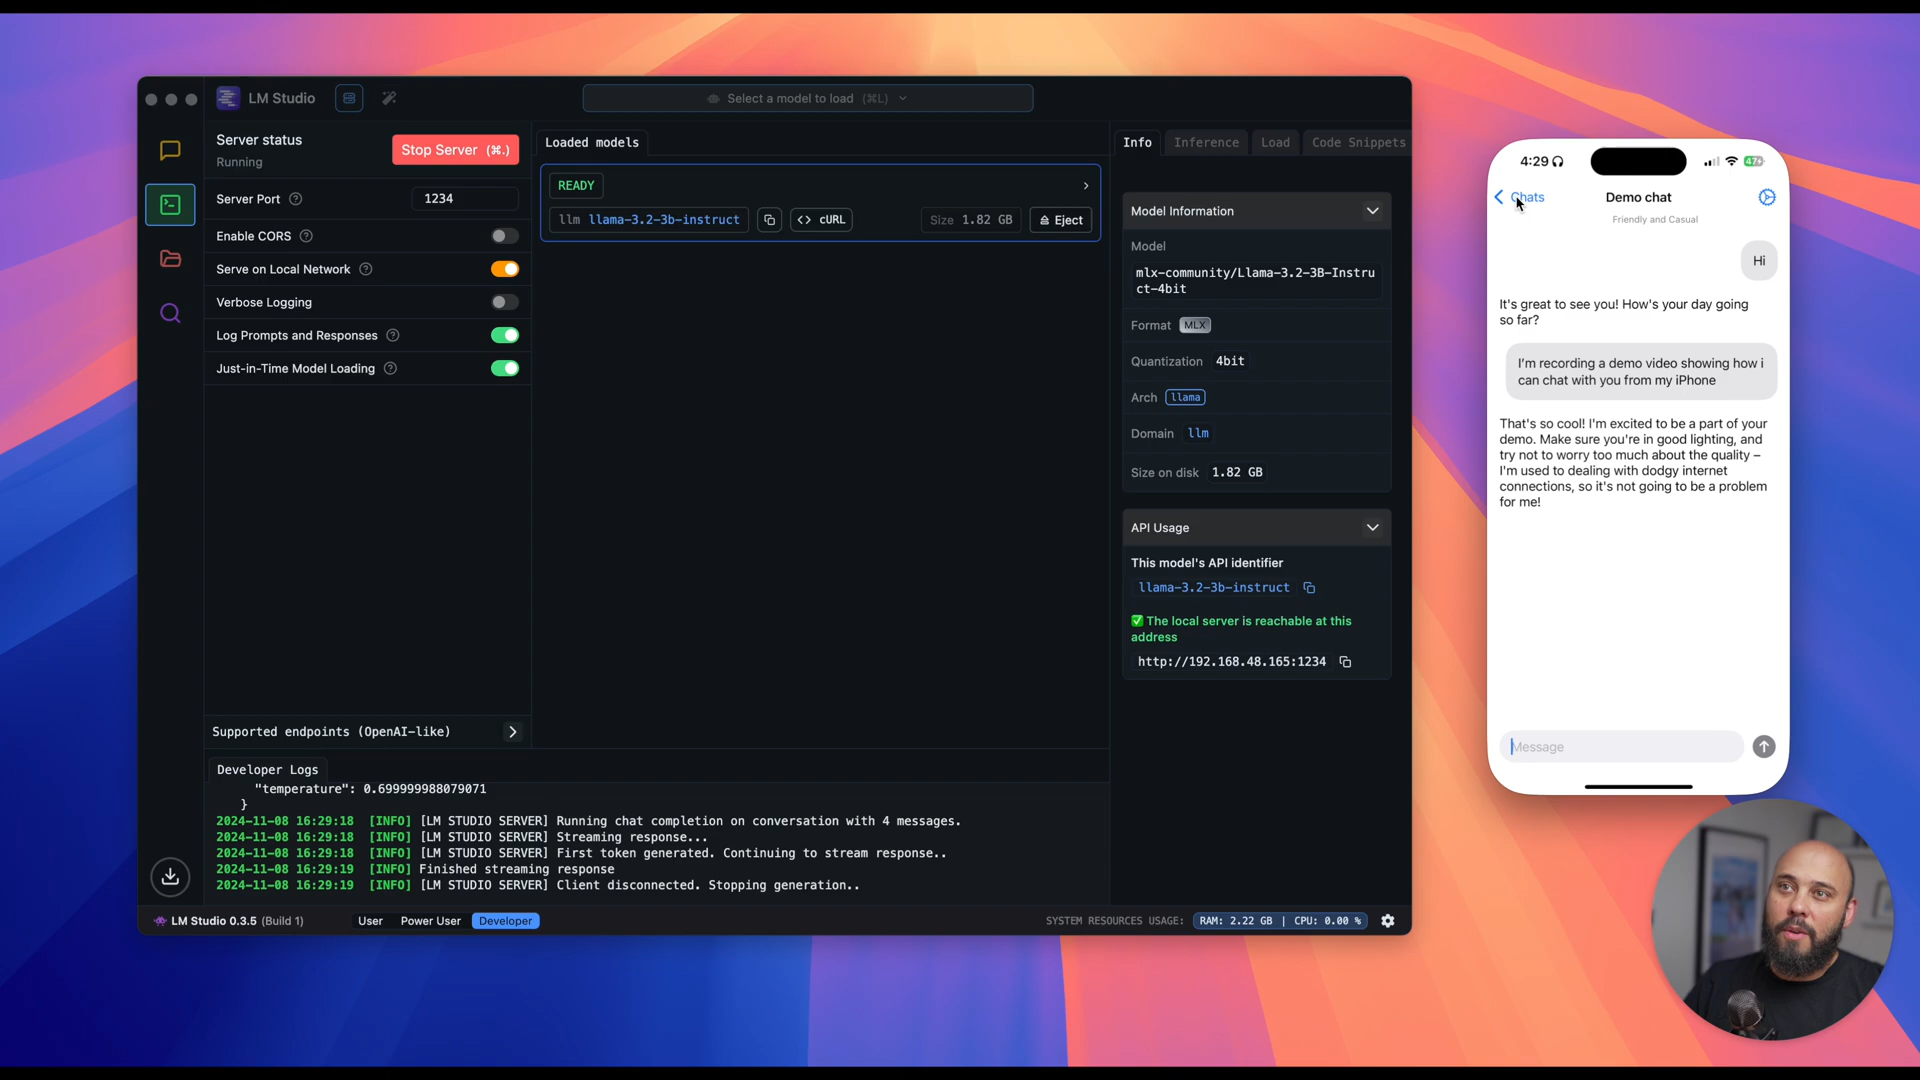 LM Studio
Select a model to load (⌘L)
Server status
Running
Stop Server (⌘.)
Server Port
1234
Enable CORS
Serve on Local Network
Verbose Logging
Log Prompts and Responses
Just-in-Time Model Loading
Supported endpoints (OpenAI-like)
Loaded models
READY
llm llama-3.2-3b-instruct
cURL
Size 1.82 GB
Eject
Info
Inference
Load
Code Snippets
Model Information
Model
mlx-community/Llama-3.2-3B-Instru
ct-4bit
Format MLX
Quantization 4bit
Arch llama
Domain llm
Size on disk 1.82 GB
API Usage
This model's API identifier
llama-3.2-3b-instruct
✅ The local server is reachable at this
address
http://192.168.48.165:1234
Developer Logs
"temperature": 0.699999988079071
}
2024-11-08 16:29:18 [INFO] [LM STUDIO SERVER] Running chat completion on conversation with 4 messages.
2024-11-08 16:29:18 [INFO] [LM STUDIO SERVER] Streaming response...
2024-11-08 16:29:18 [INFO] [LM STUDIO SERVER] First token generated. Continuing to stream response..
2024-11-08 16:29:19 [INFO] Finished streaming response
2024-11-08 16:29:19 [INFO] [LM STUDIO SERVER] Client disconnected. Stopping generation..
LM Studio 0.3.5 (Build 1)
User
Power User
Developer
SYSTEM RESOURCES USAGE:
RAM: 2.22 GB | CPU: 0.00 %
4:29
47
Chats
Demo chat
Friendly and Casual
Hi
It's great to see you! How's your day going
so far?
I'm recording a demo video showing how i
can chat with you from my iPhone
That's so cool! I'm excited to be a part of your
demo. Make sure you're in good lighting, and
try not to worry too much about the quality –
I'm used to dealing with dodgy internet
connections, so it's not going to be a problem
for me!
Message